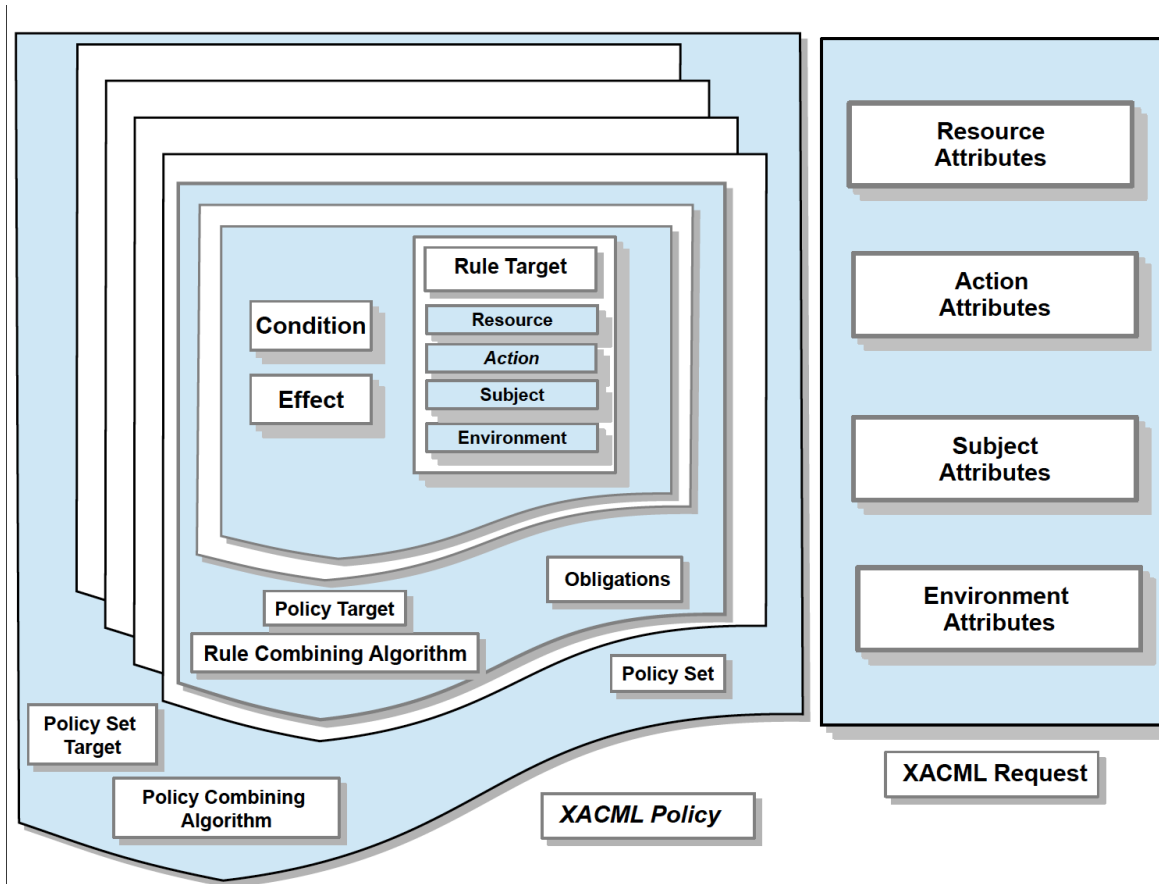 Rule Target
Condition
Resource
Action
Effect
Subject
Environment
Obligations
Policy Target
Rule Combining Algorithm
Policy Set
Policy Set
Target
Policy Combining
Algorithm
XACML Policy
Resource
Attributes
Action
Attributes
Subject
Attributes
Environment
Attributes
XACML Request